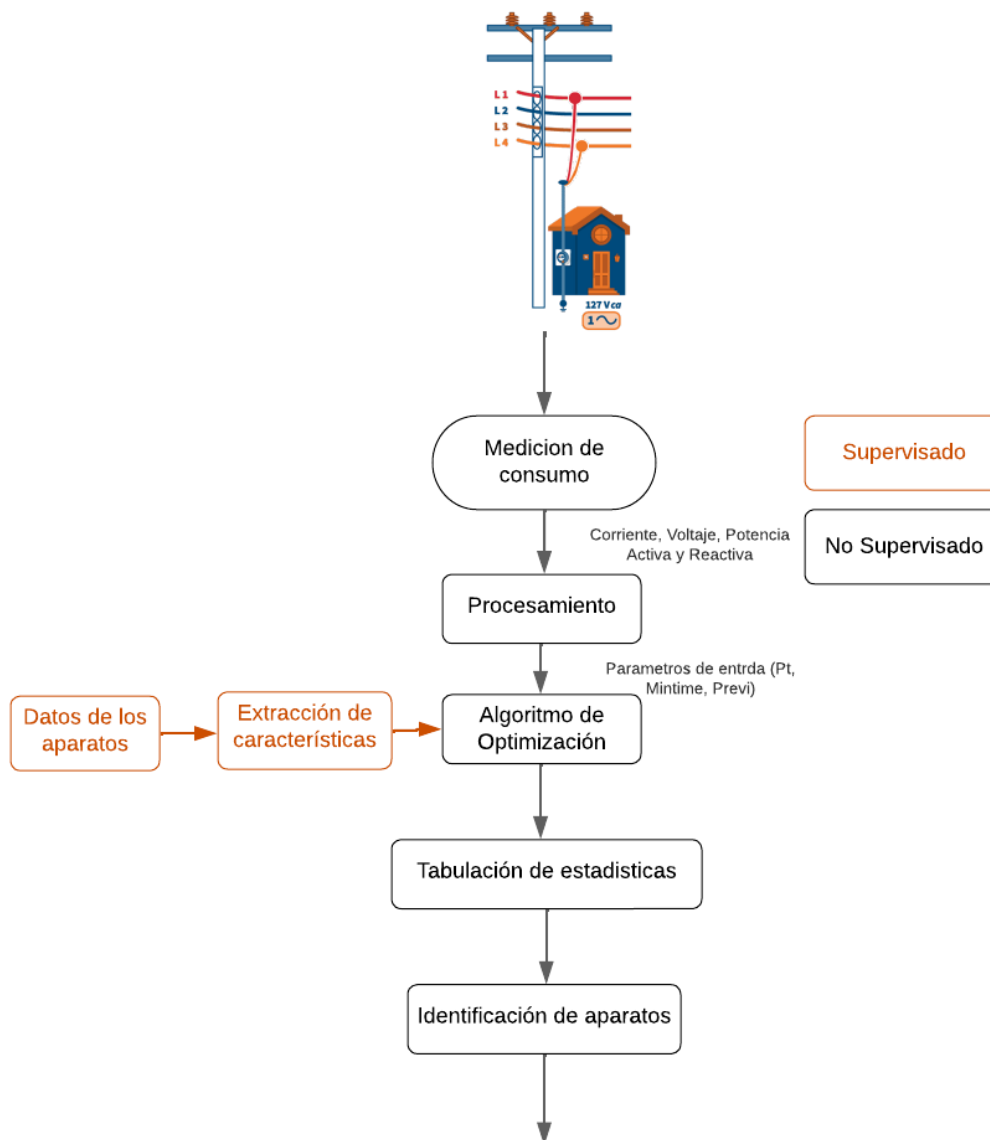 L 1
L 2
L 3
L 4
127 V ca
1
Medicion de
consumo
Supervisado
Corriente, Voltaje, Potencia
Activa y Reactiva
No Supervisado
Procesamiento
Parametros de entrda (Pt,
Mintime, Previ)
Datos de los
aparatos
Extracción de
características
Algoritmo de
Optimización
Tabulación de estadisticas
Identificación de aparatos